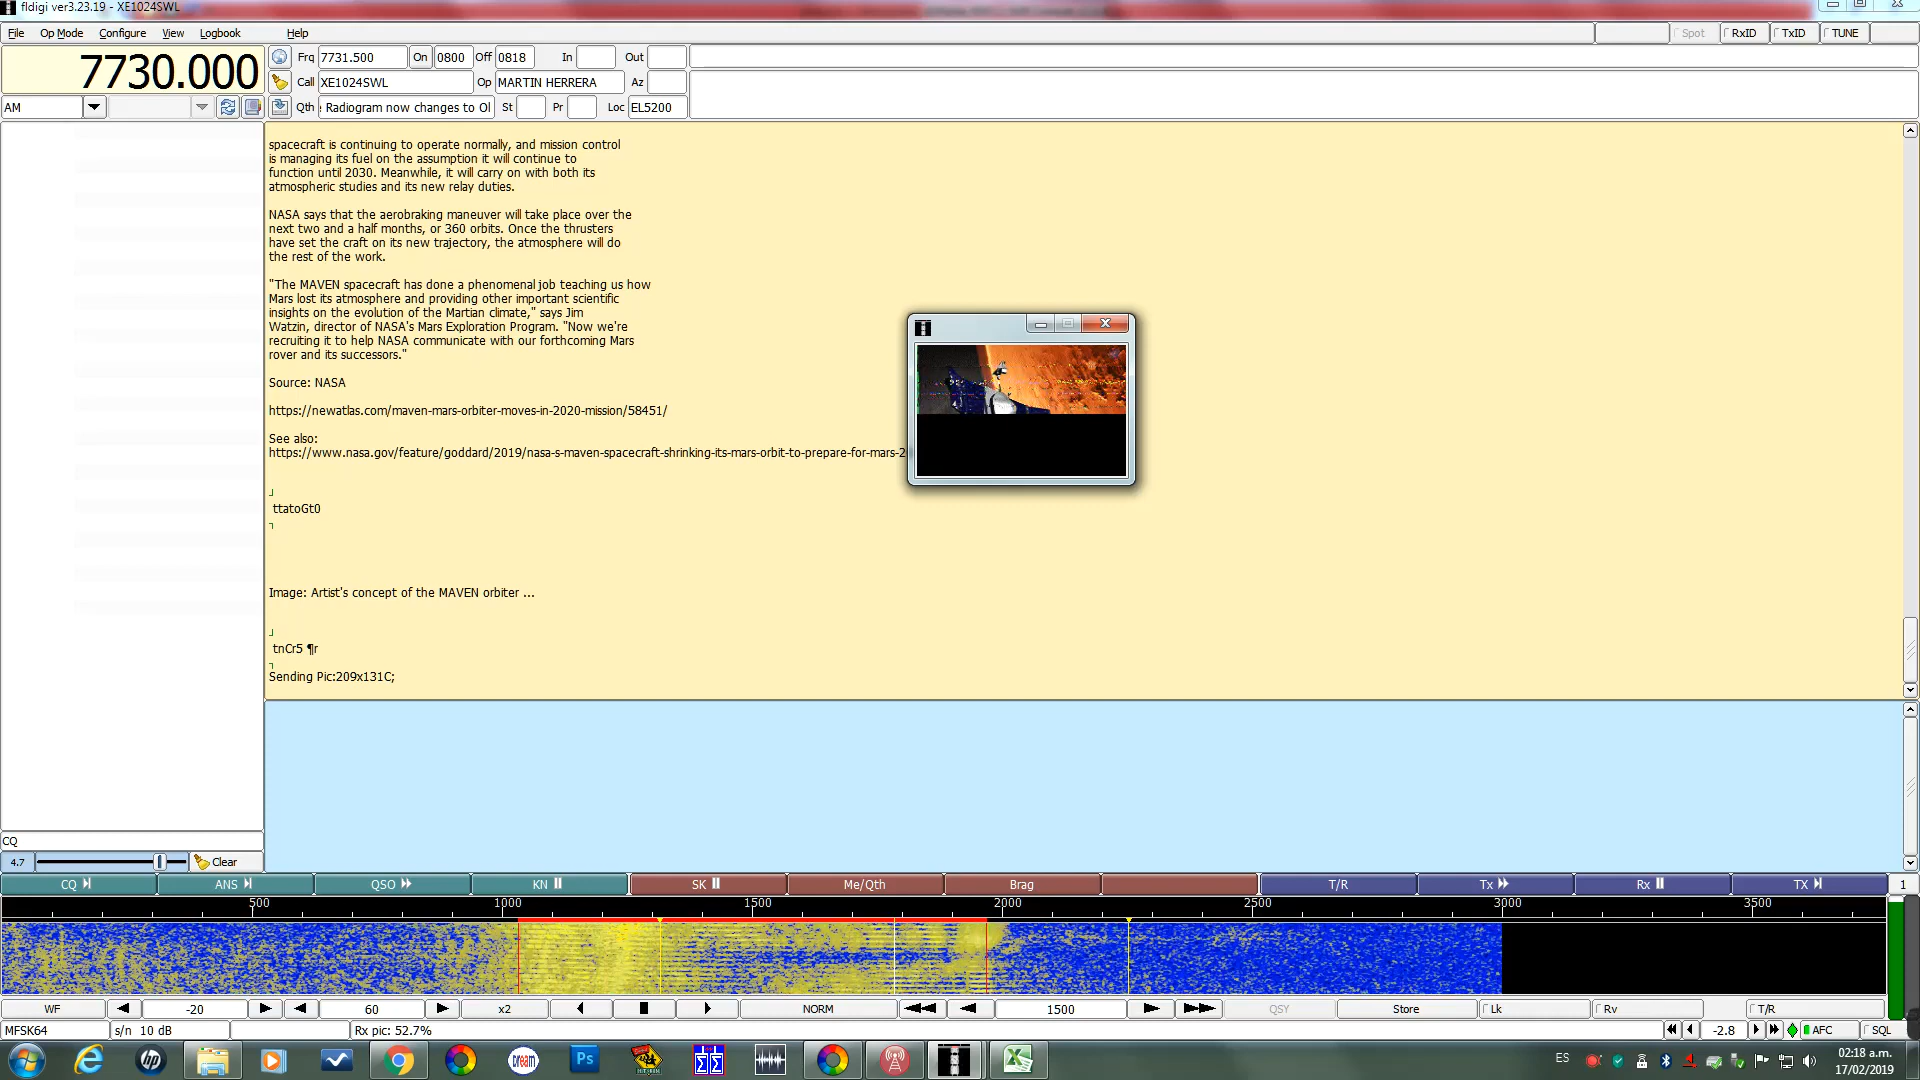 fldigi ver3.23.19 - XE1024SWL
File Op Mode Configure View Logbook Help Spot RxID TxID TUNE
7730.000
Frq 7731.500 On 0800 Off 0818 In Out
Call XE1024SWL Op MARTIN HERRERA Az
AM
Qth : Radiogram now changes to Ol St Pr Loc EL5200
spacecraft is continuing to operate normally, and mission control
is managing its fuel on the assumption it will continue to
function until 2030. Meanwhile, it will carry on with both its
atmospheric studies and its new relay duties.
NASA says that the aerobraking maneuver will take place over the
next two and a half months, or 360 orbits. Once the thrusters
have set the craft on its new trajectory, the atmosphere will do
the rest of the work.
"The MAVEN spacecraft has done a phenomenal job teaching us how
Mars lost its atmosphere and providing other important scientific
insights on the evolution of the Martian climate," says Jim
Watzin, director of NASA's Mars Exploration Program. "Now we're
recruiting it to help NASA communicate with our forthcoming Mars
rover and its successors."
Source: NASA
https://newatlas.com/maven-mars-orbiter-moves-in-2020-mission/58451/
See also:
https://www.nasa.gov/feature/goddard/2019/nasa-s-maven-spacecraft-shrinking-its-mars-orbit-to-prepare-for-mars-2
ttatoGt0
Image: Artist's concept of the MAVEN orbiter ...
tnCr5 ¶r
Sending Pic:209x131C;
CQ
4.7 Clear
CQ ANS QSO KN SK Me/Qth Brag T/R Tx Rx TX 1
500 1000 1500 2000 2500 3000 3500
WF -20 60 x2 NORM 1500 QSY Store Lk Rv T/R
MFSK64 s/n 10 dB Rx pic: 52.7% -2.8 AFC SQL
hp dream Ps ES 02:18 a.m.
17/02/2019